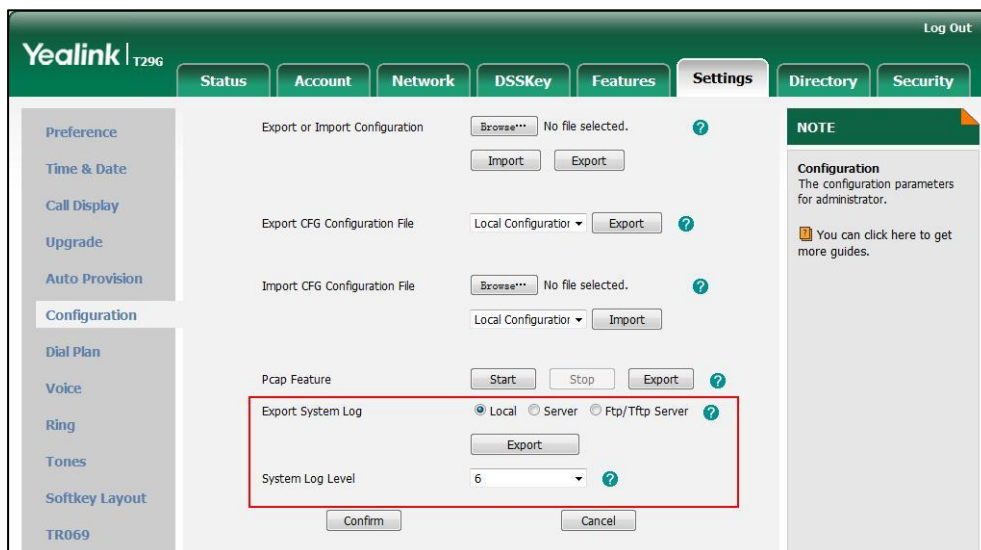 Log Out
Yealink T29G
Status Account Network DSSKey Features Settings Directory Security
Preference
Time & Date
Call Display
Upgrade
Auto Provision
Configuration
Dial Plan
Voice
Ring
Tones
Softkey Layout
TR069
Export or Import Configuration Browse··· No file selected. ?
Import Export
Export CFG Configuration File Local Configuratior Export ?
Import CFG Configuration File Browse··· No file selected. ?
Local Configuratior Import
Pcap Feature Start Stop Export ?
Export System Log Local Server Ftp/Tftp Server ?
Export
System Log Level 6 ?
Confirm Cancel
NOTE
Configuration
The configuration parameters
for administrator.
? You can click here to get
more guides.